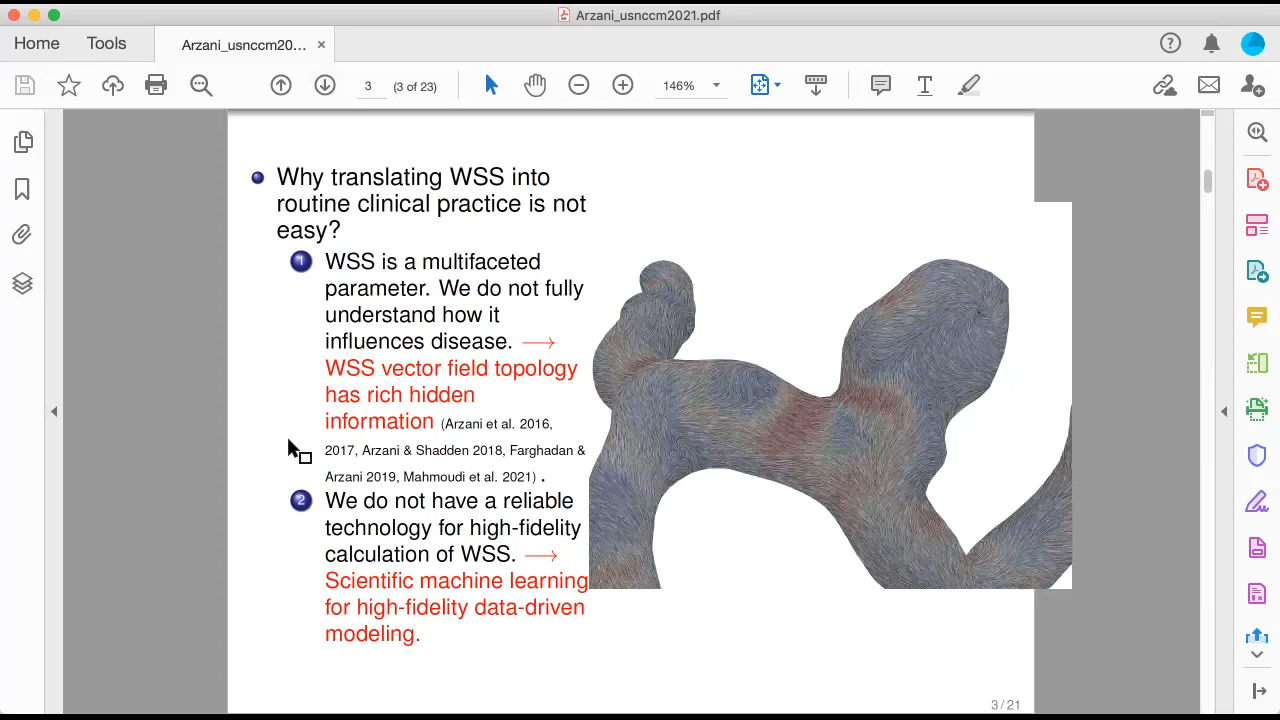 Arzani_usnccm2021.pdf
Home
Tools
Arzani_usnccm20...
3
(3 of 23)
146%
Why translating WSS into
routine clinical practice is not
easy?
1 WSS is a multifaceted
parameter. We do not fully
understand how it
influences disease. →
WSS vector field topology
has rich hidden
information (Arzani et al. 2016,
2017, Arzani & Shadden 2018, Farghadan &
Arzani 2019, Mahmoudi et al. 2021) .
2 We do not have a reliable
technology for high-fidelity
calculation of WSS. →
Scientific machine learning
for high-fidelity data-driven
modeling.
3 / 21